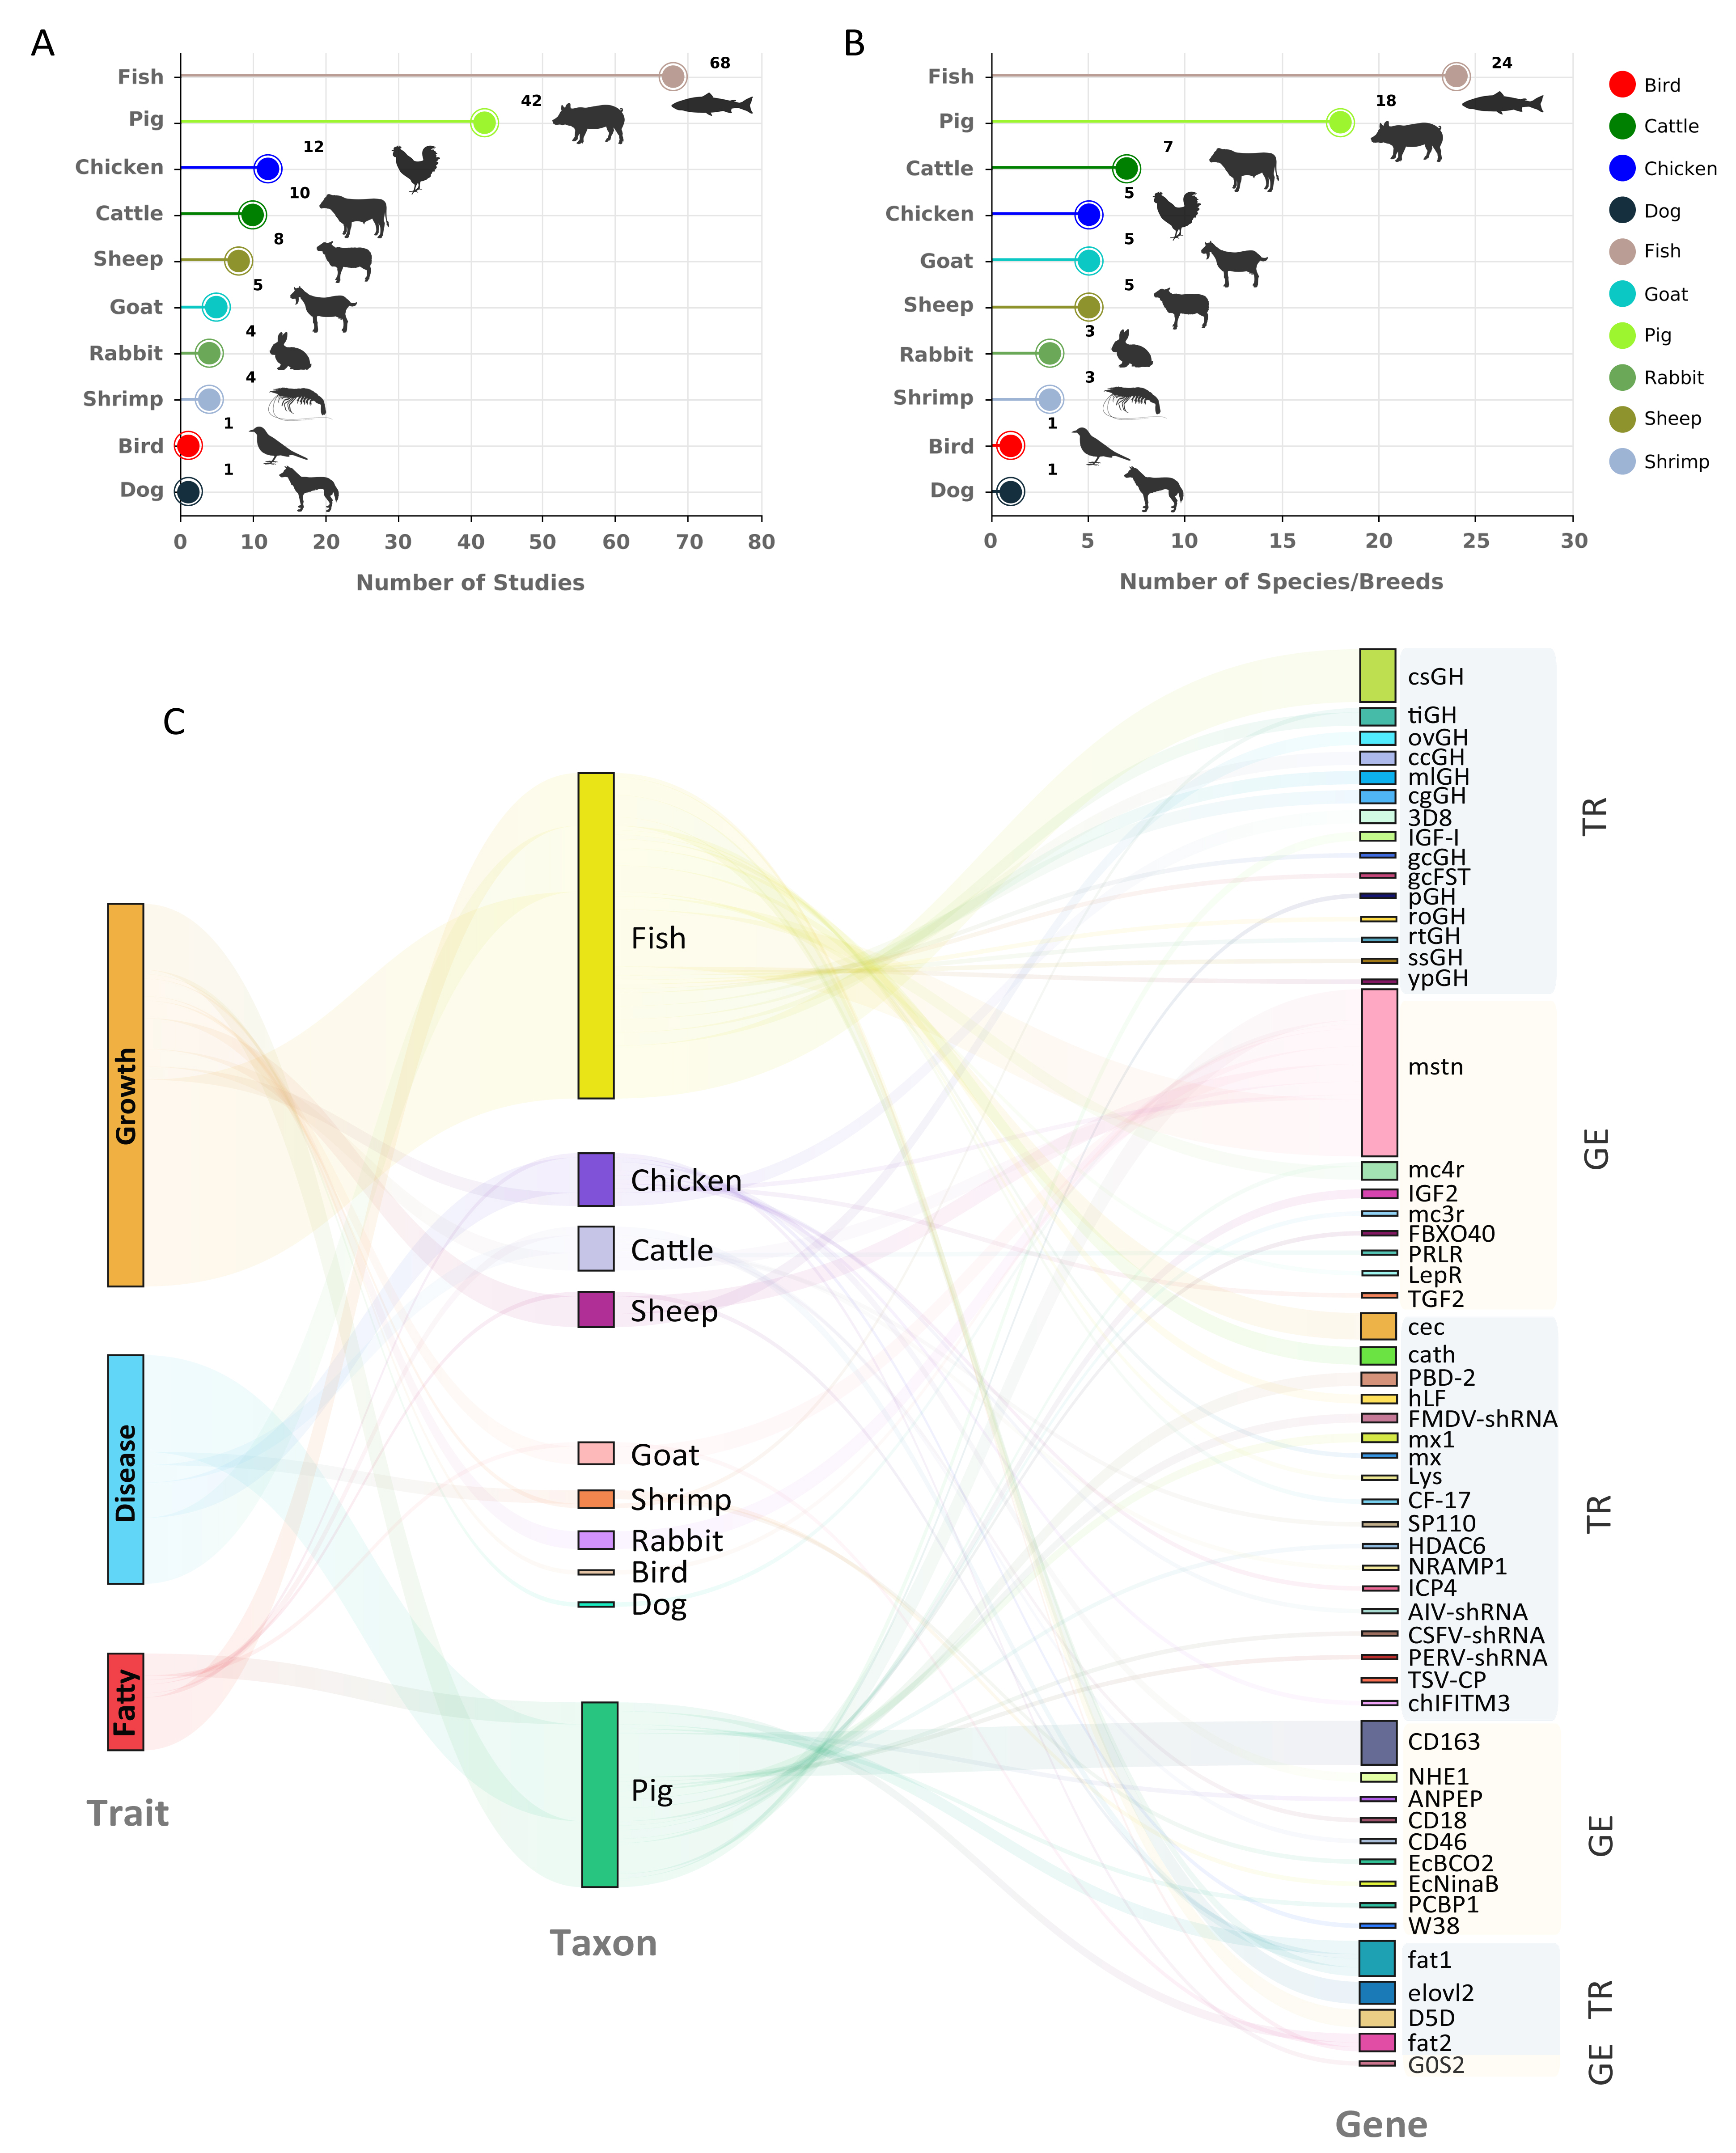 A
Fish
68
Pig
42
Chicken
12
Cattle
10
Sheep
8
Goat
5
Rabbit
4
Shrimp
4
Bird
1
Dog
1
0 10 20 30 40 50 60 70 80
Number of Studies
B
Fish
24
Pig
18
Cattle
7
Chicken
5
Goat
5
Sheep
5
Rabbit
3
Shrimp
3
Bird
1
Dog
1
0 5 10 15 20 25 30
Number of Species/Breeds
Bird
Cattle
Chicken
Dog
Fish
Goat
Pig
Rabbit
Sheep
Shrimp
C
Growth
Disease
Fatty
Trait
Fish
Chicken
Cattle
Sheep
Goat
Shrimp
Rabbit
Bird
Dog
Pig
Taxon
csGH
tiGH
ovGH
ccGH
mlGH
cgGH
3D8
IGF-I
gcGH
gcFST
pGH
roGH
rtGH
ssGH
ypGH
TR
mstn
mc4r
IGF2
mc3r
FBXO40
PRLR
LepR
TGF2
GE
cec
cath
PBD-2
hLF
FMDV-shRNA
mx1
mx
Lys
CF-17
SP110
HDAC6
NRAMP1
ICP4
AIV-shRNA
CSFV-shRNA
PERV-shRNA
TSV-CP
chIFITM3
TR
CD163
NHE1
ANPEP
CD18
CD46
EcBCO2
EcNinaB
PCBP1
W38
GE
fat1
elovl2
D5D
fat2
TR
G0S2
GE
Gene